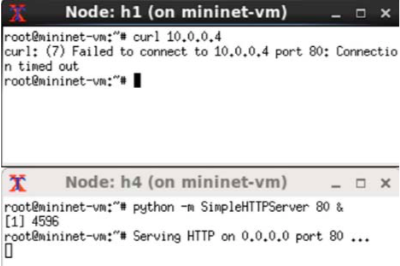 Node: h1 (on mininet-vm)
root@mininet-vm:~# curl 10.0.0.4
curl: (7) Failed to connect to 10.0.0.4 port 80: Connectio
n timed out
root@mininet-vm:~#
Node: h4 (on mininet-vm)
root@mininet-vm:~# python -m SimpleHTTPServer 80 &
[1] 4596
root@mininet-vm:~# Serving HTTP on 0.0.0.0 port 80 ...